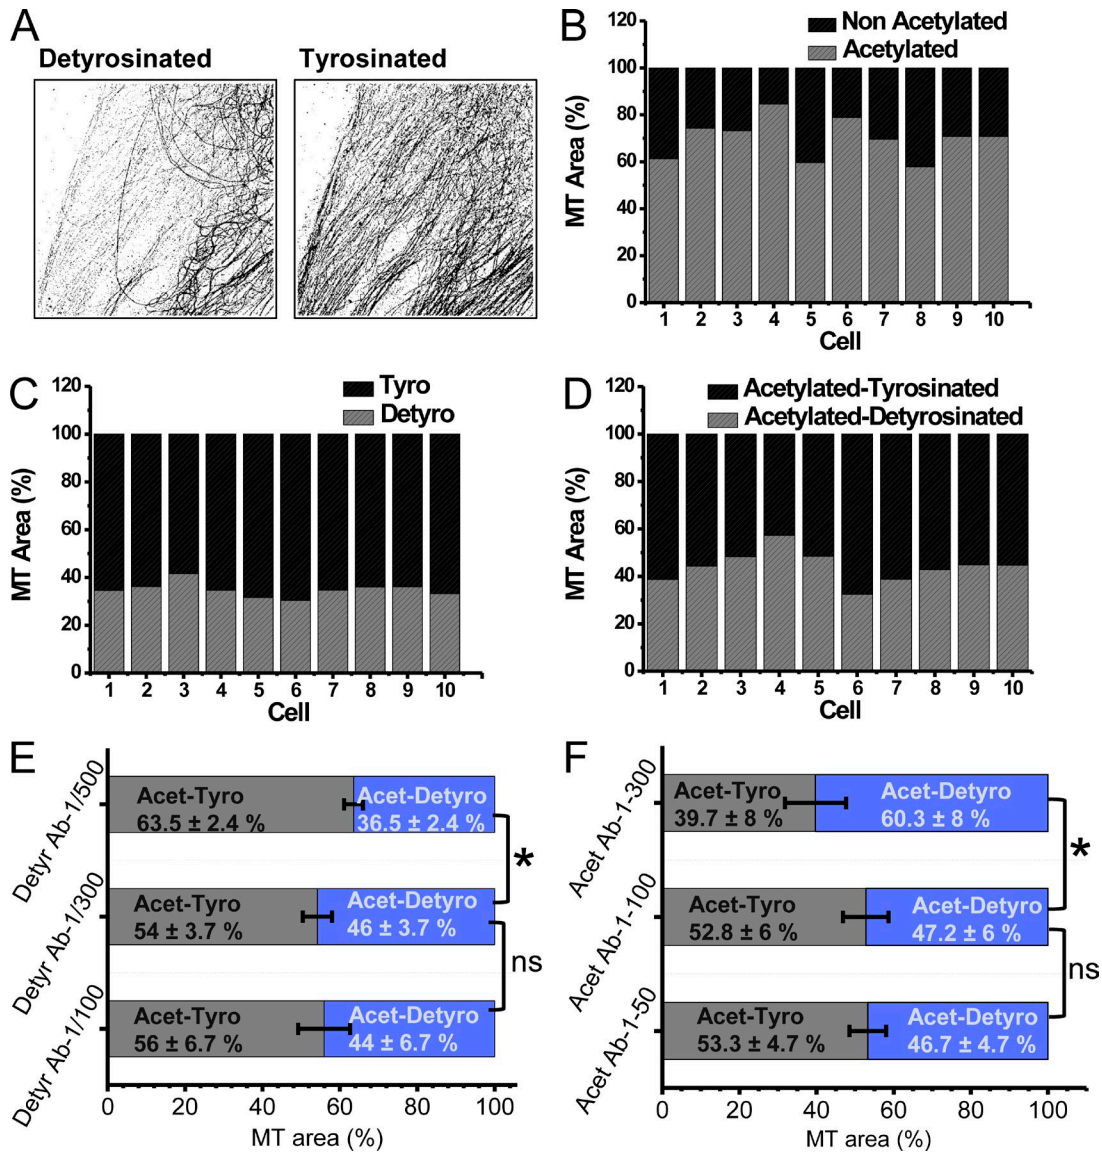 A
Detyrosinated
Tyrosinated
B
Non Acetylated
Acetylated
120
100
80
60
40
20
0
MT Area (%)
1 2 3 4 5 6 7 8 9 10
Cell
C
Tyro
Detyro
120
100
80
60
40
20
0
MT Area (%)
1 2 3 4 5 6 7 8 9 10
Cell
D
Acetylated-Tyrosinated
Acetylated-Detyrosinated
120
100
80
60
40
20
0
MT Area (%)
1 2 3 4 5 6 7 8 9 10
Cell
E
Detyr Ab-1/500
Acet-Tyro
63.5 ± 2.4 %
Acet-Detyro
36.5 ± 2.4 %
*
Detyr Ab-1/300
Acet-Tyro
54 ± 3.7 %
Acet-Detyro
46 ± 3.7 %
ns
Detyr Ab-1/100
Acet-Tyro
56 ± 6.7 %
Acet-Detyro
44 ± 6.7 %
0 20 40 60 80 100
MT area (%)
F
Acet Ab-1-300
Acet-Tyro
39.7 ± 8 %
Acet-Detyro
60.3 ± 8 %
*
Acet Ab-1-100
Acet-Tyro
52.8 ± 6 %
Acet-Detyro
47.2 ± 6 %
ns
Acet Ab-1-50
Acet-Tyro
53.3 ± 4.7 %
Acet-Detyro
46.7 ± 4.7 %
0 20 40 60 80 100
MT area (%)